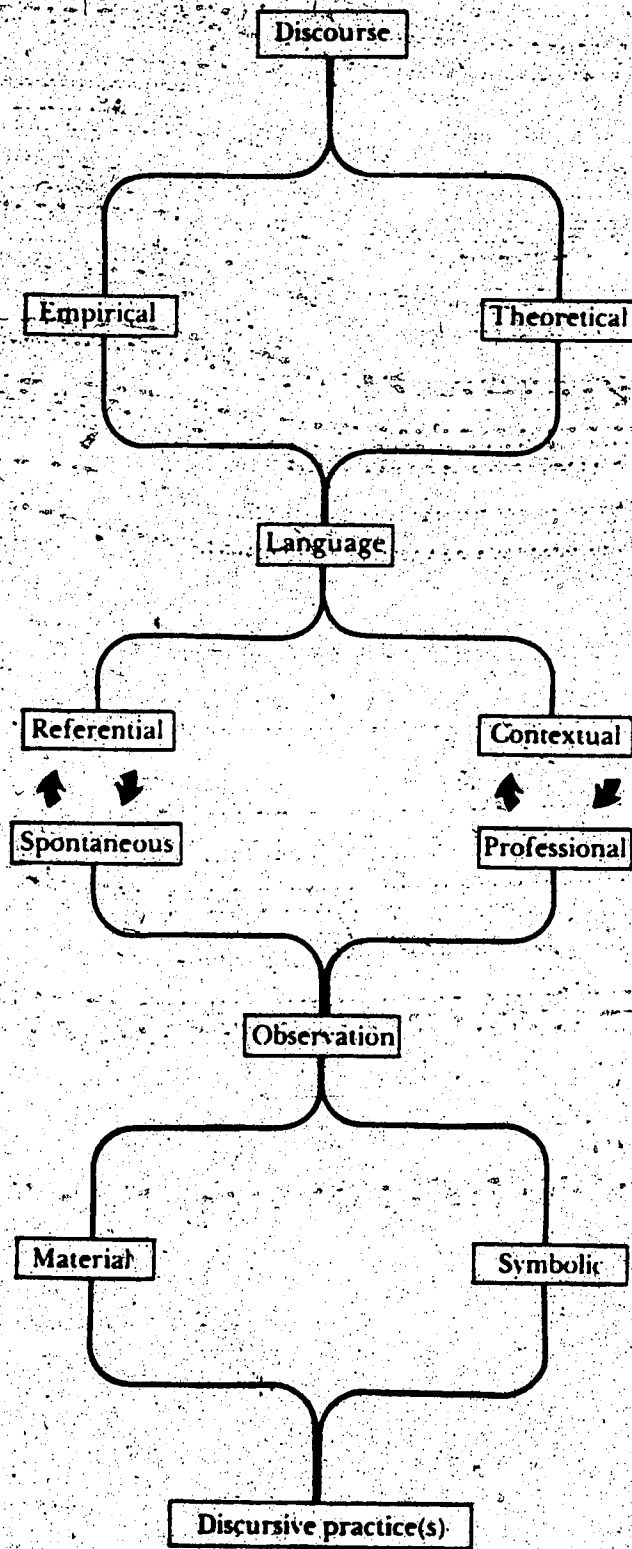 Discourse
Empirical
Theoretical
Language
Referential
Contextual
Spontaneous
Professional
Observation
Material
Symbolic
Discursive practice(s)